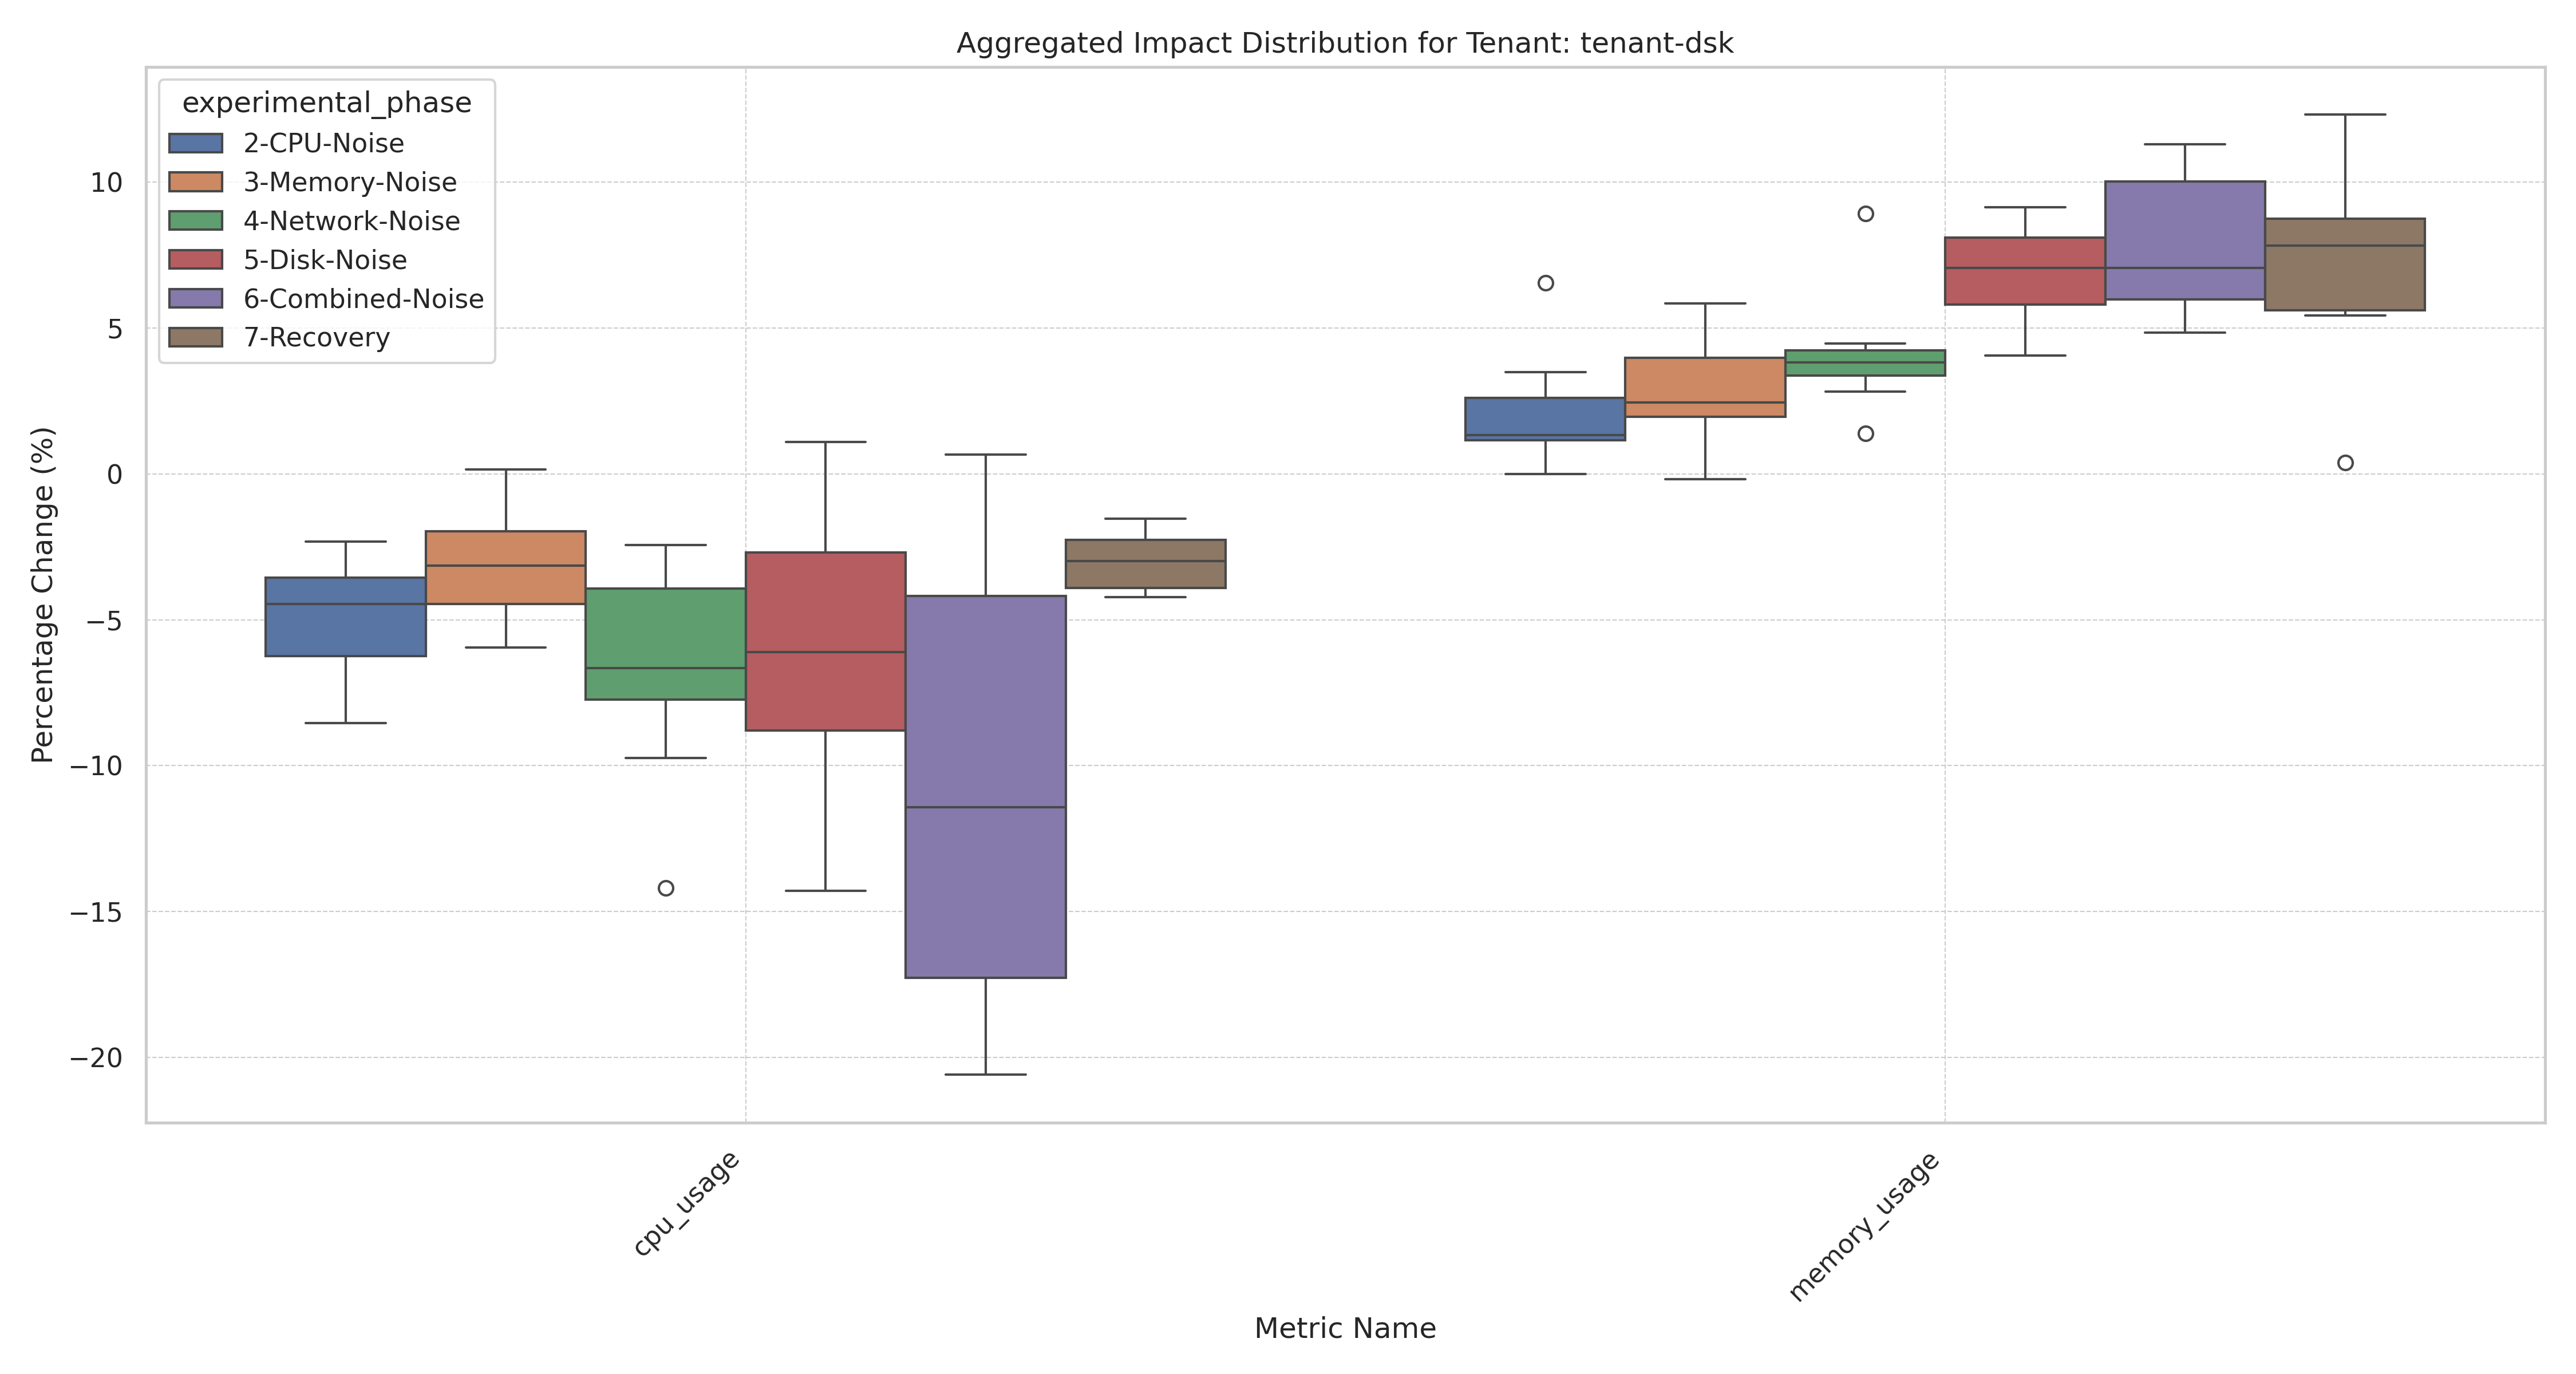 Aggregated Impact Distribution for Tenant: tenant-dsk
experimental_phase
2-CPU-Noise
3-Memory-Noise
4-Network-Noise
5-Disk-Noise
6-Combined-Noise
7-Recovery
Percentage Change (%)
10
5
0
−5
−10
−15
−20
cpu_usage
memory_usage
Metric Name